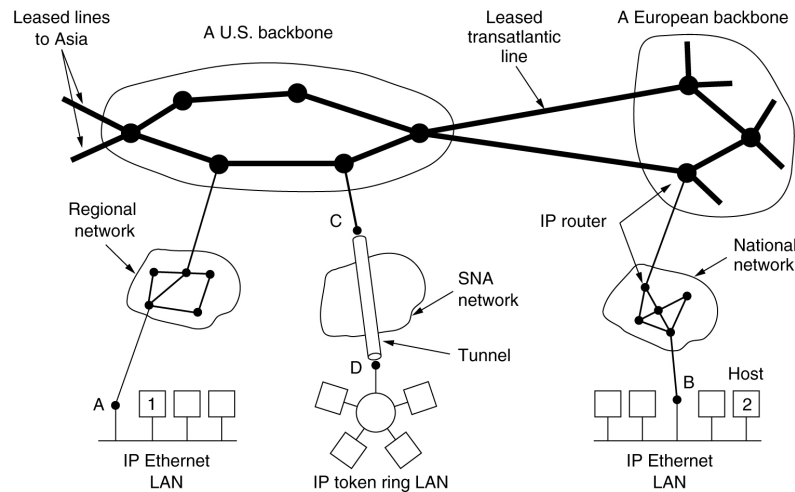 Leased lines
to Asia
A U.S. backbone
Leased
transatlantic
line
A European backbone
Regional
network
C
IP router
National
network
SNA
network
Tunnel
D
A
1
B
Host
2
IP Ethernet
LAN
IP token ring LAN
IP Ethernet
LAN